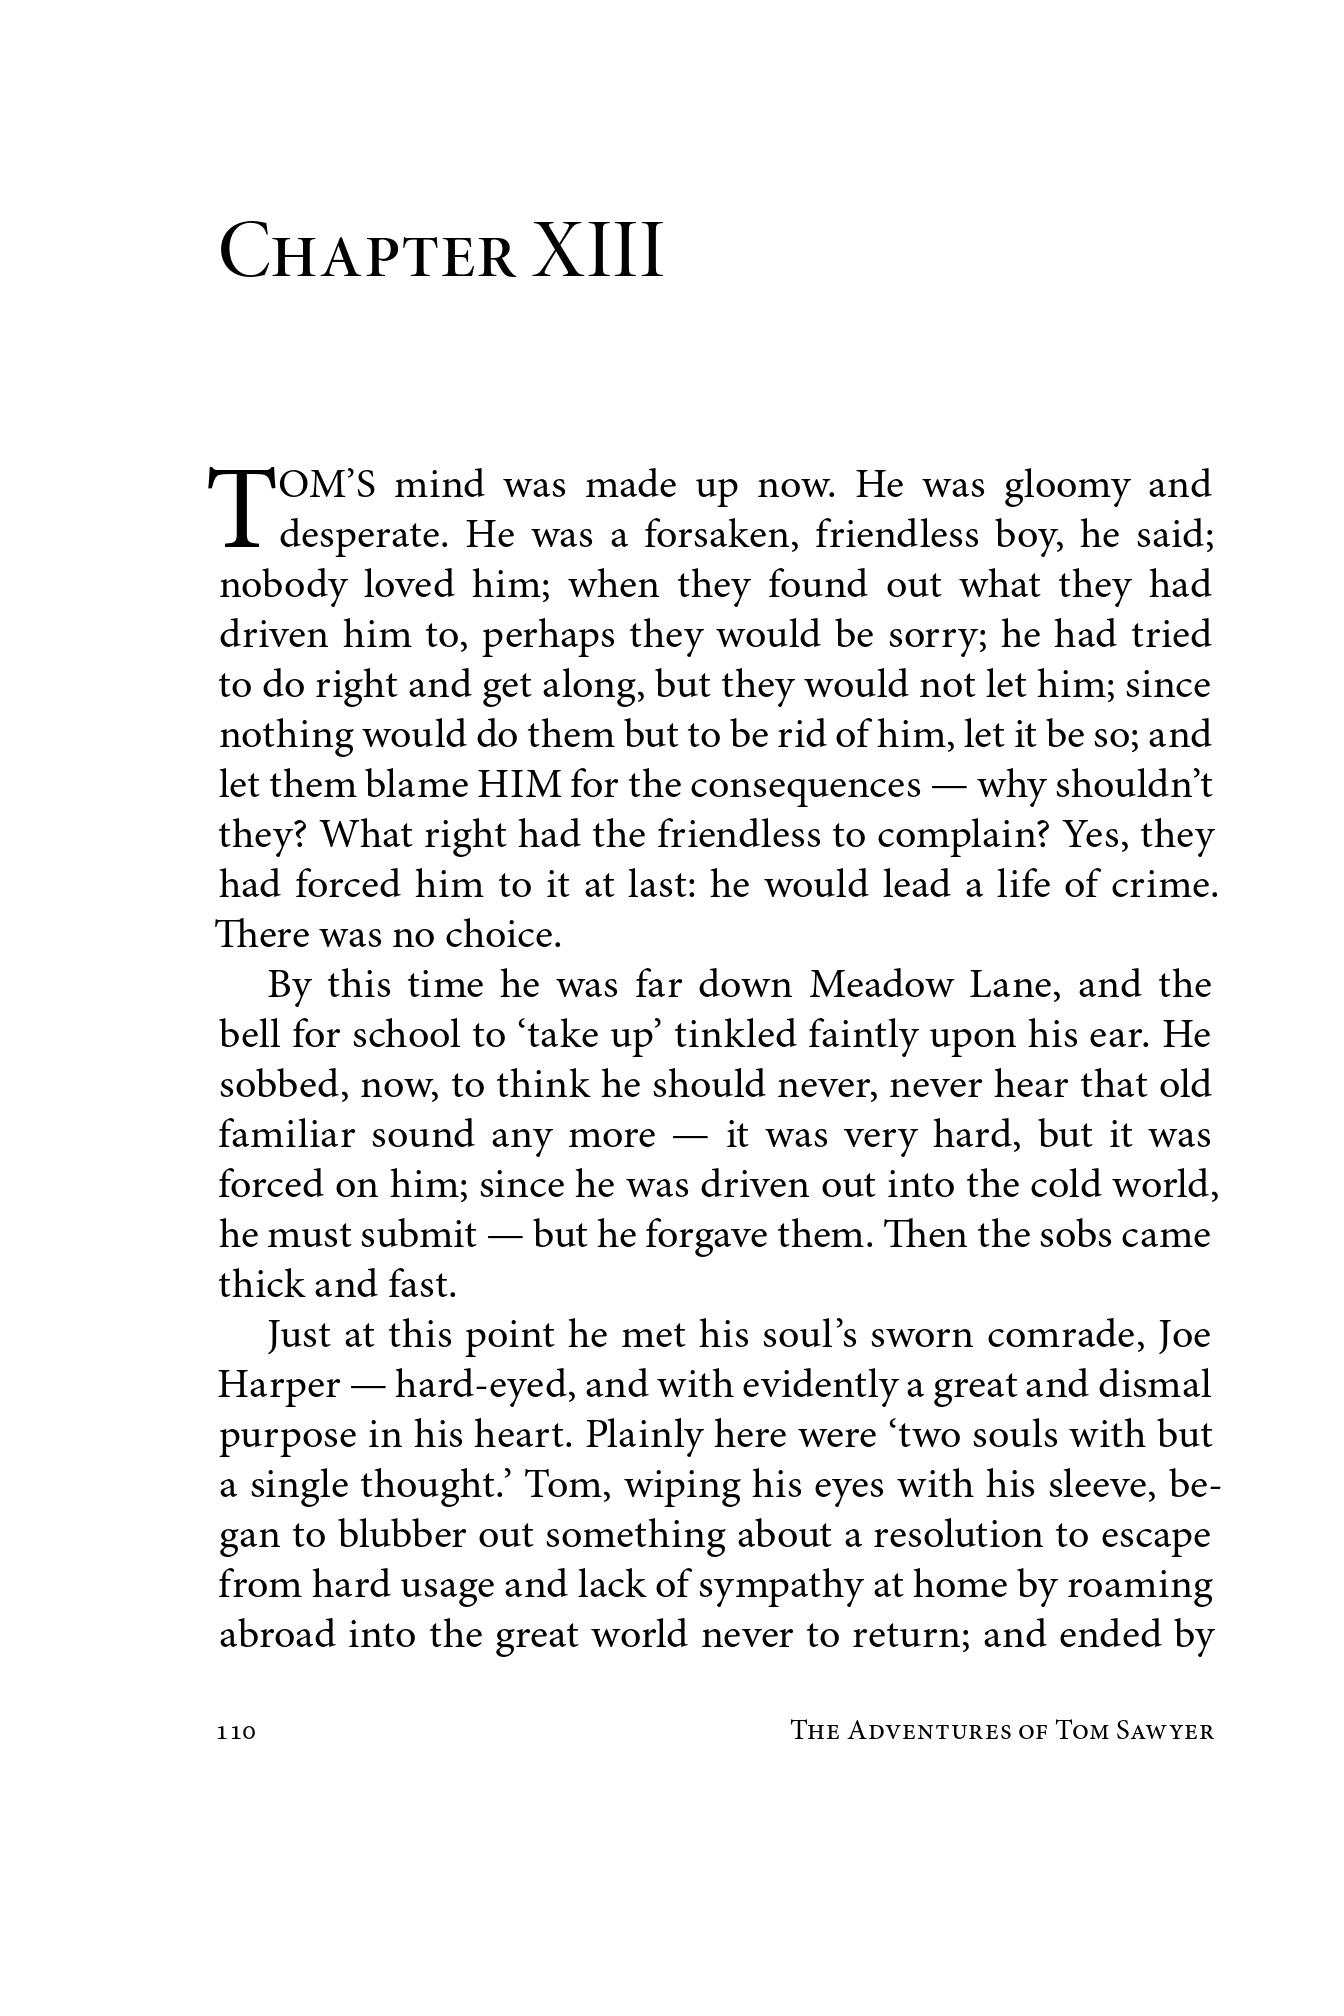 Chapter XIII
TOM’S mind was made up now. He was gloomy and
desperate. He was a forsaken, friendless boy, he said;
nobody loved him; when they found out what they had
driven him to, perhaps they would be sorry; he had tried
to do right and get along, but they would not let him; since
nothing would do them but to be rid of him, let it be so; and
let them blame HIM for the consequences — why shouldn’t
they? What right had the friendless to complain? Yes, they
had forced him to it at last: he would lead a life of crime.
There was no choice.
By this time he was far down Meadow Lane, and the
bell for school to ‘take up’ tinkled faintly upon his ear. He
sobbed, now, to think he should never, never hear that old
familiar sound any more — it was very hard, but it was
forced on him; since he was driven out into the cold world,
he must submit — but he forgave them. Then the sobs came
thick and fast.
Just at this point he met his soul’s sworn comrade, Joe
Harper — hard-eyed, and with evidently a great and dismal
purpose in his heart. Plainly here were ‘two souls with but
a single thought.’ Tom, wiping his eyes with his sleeve, be-
gan to blubber out something about a resolution to escape
from hard usage and lack of sympathy at home by roaming
abroad into the great world never to return; and ended by
110 The Adventures of Tom Sawyer